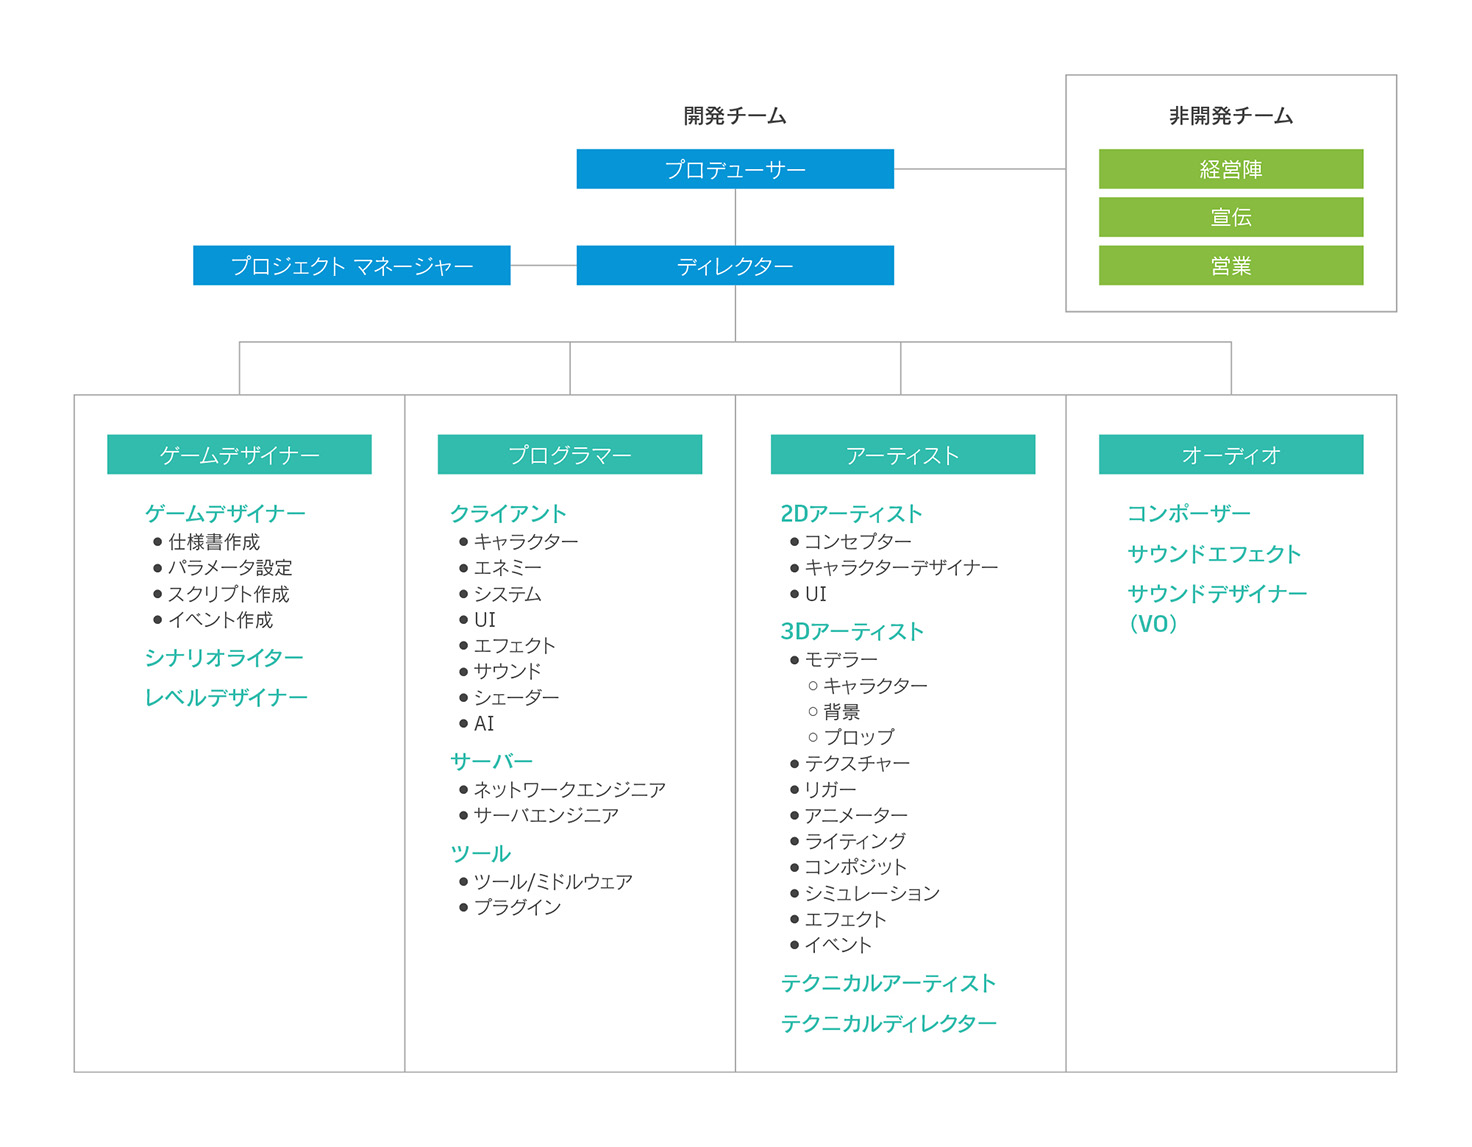 開発チーム
非開発チーム
プロデューサー
経営陣
宣伝
プロジェクト マネージャー
ディレクター
営業
ゲームデザイナー
ゲームデザイナー
● 仕様書作成
● パラメータ設定
● スクリプト作成
● イベント作成
シナリオライター
レベルデザイナー
プログラマー
クライアント
● キャラクター
● エネミー
● システム
● UI
● エフェクト
● サウンド
● シェーダー
● AI
サーバー
● ネットワークエンジニア
● サーバエンジニア
ツール
● ツール/ミドルウェア
● プラグイン
アーティスト
2Dアーティスト
● コンセプター
● キャラクターデザイナー
● UI
3Dアーティスト
● モデラー
○ キャラクター
○ 背景
○ プロップ
● テクスチャー
● リガー
● アニメーター
● ライティング
● コンポジット
● シミュレーション
● エフェクト
● イベント
テクニカルアーティスト
テクニカルディレクター
オーディオ
コンポーザー
サウンドエフェクト
サウンドデザイナー
(VO)